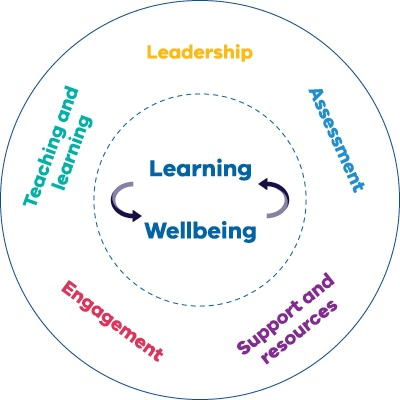 Leadership
Assessment
Support and
resources
Engagement
Teaching and
learning
Learning
Wellbeing